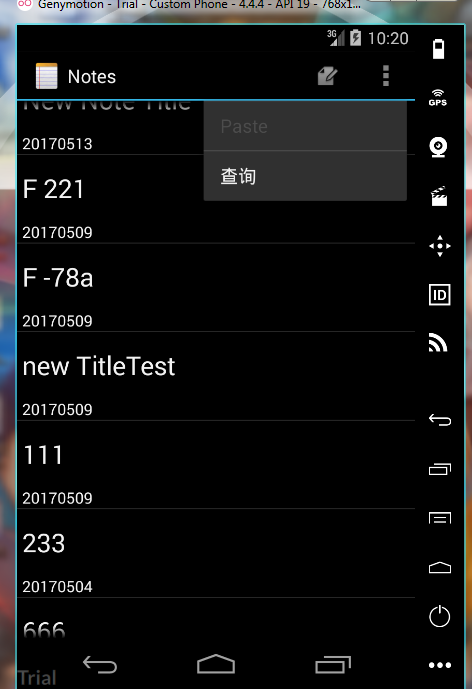 Genymotion - Trial - Custom Phone - 4.4.4 - API 19 - 768x1...
3G
10:20
Notes
New Note Title
Paste
20170513
查询
F 221
20170509
F -78a
20170509
new TitleTest
20170509
111
20170509
233
20170504
666
Trial
GPS
ID